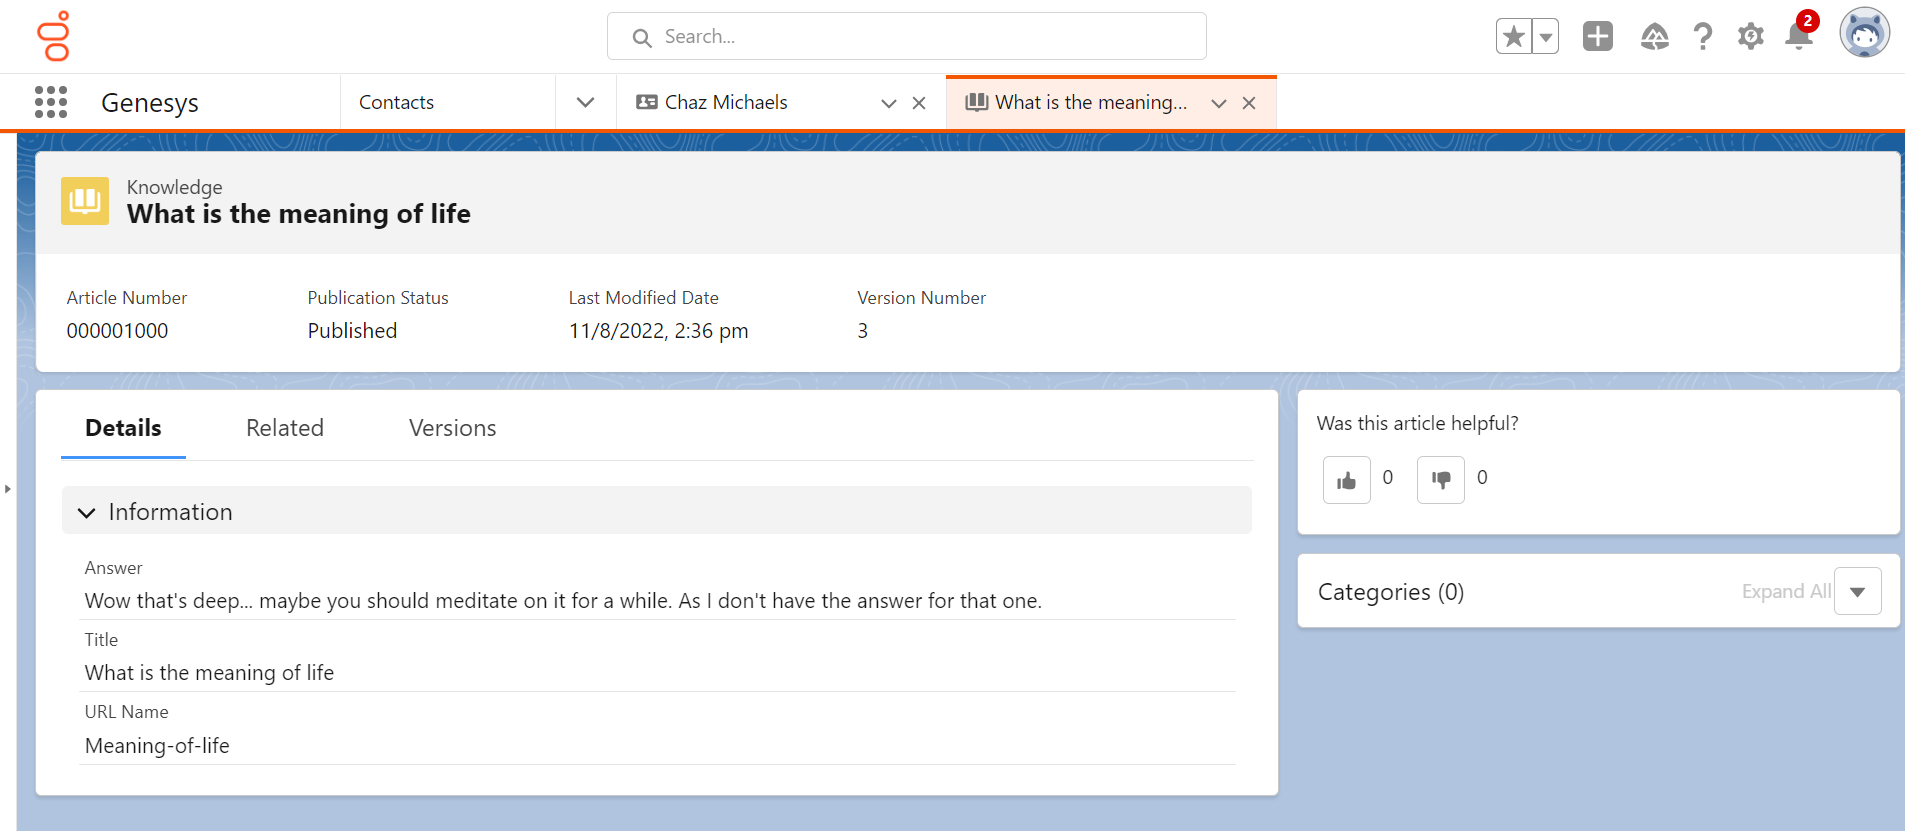 Search...
2
Genesys
Contacts
Chaz Michaels
What is the meaning...
Knowledge
What is the meaning of life
Article Number
Publication Status
Last Modified Date
Version Number
000001000
Published
11/8/2022, 2:36 pm
3
Details
Related
Versions
Was this article helpful?
0
0
Information
Answer
Wow that's deep... maybe you should meditate on it for a while. As I don't have the answer for that one.
Categories (0)
Expand All
Title
What is the meaning of life
URL Name
Meaning-of-life